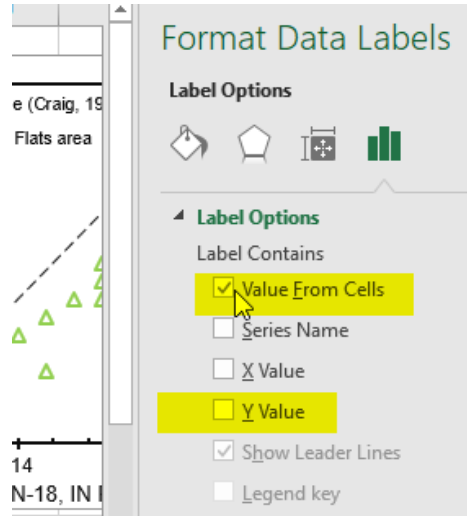 Format Data Labels
Label Options
e (Craig, 19
Flats area
Label Options
Label Contains
Value From Cells
Series Name
X Value
Y Value
Show Leader Lines
Legend key
14
N-18, IN